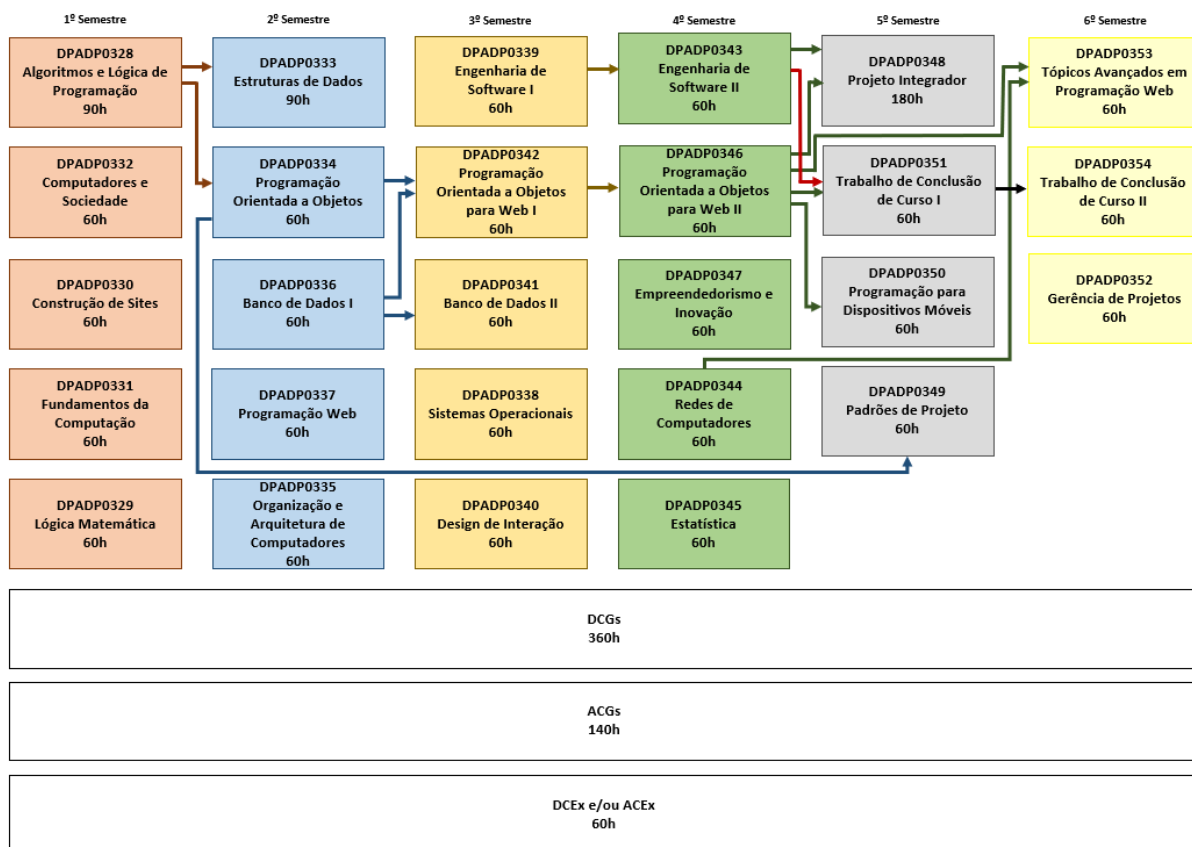 1º Semestre
2º Semestre
3º Semestre
4º Semestre
5º Semestre
6º Semestre
DPADP0328
Algoritmos e Lógica de
Programação
90h
DPADP0333
Estruturas de Dados
90h
DPADP0339
Engenharia de
Software I
60h
DPADP0343
Engenharia de
Software II
60h
DPADP0348
Projeto Integrador
180h
DPADP0353
Tópicos Avançados em
Programação Web
60h
DPADP0332
Computadores e
Sociedade
60h
DPADP0334
Programação
Orientada a Objetos
60h
DPADP0342
Programação
Orientada a Objetos
para Web I
60h
DPADP0346
Programação
Orientada a Objetos
para Web II
60h
DPADP0351
Trabalho de Conclusão
de Curso I
60h
DPADP0354
Trabalho de Conclusão
de Curso II
60h
DPADP0330
Construção de Sites
60h
DPADP0336
Banco de Dados I
60h
DPADP0341
Banco de Dados II
60h
DPADP0347
Empreendedorismo e
Inovação
60h
DPADP0350
Programação para
Dispositivos Móveis
60h
DPADP0352
Gerência de Projetos
60h
DPADP0331
Fundamentos da
Computação
60h
DPADP0337
Programação Web
60h
DPADP0338
Sistemas Operacionais
60h
DPADP0344
Redes de
Computadores
60h
DPADP0349
Padrões de Projeto
60h
DPADP0329
Lógica Matemática
60h
DPADP0335
Organização e
Arquitetura de
Computadores
60h
DPADP0340
Design de Interação
60h
DPADP0345
Estatística
60h
DCGs
360h
ACGs
140h
DCEx e/ou ACEx
60h